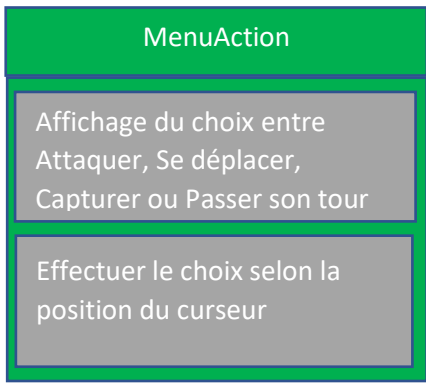 MenuAction
Affichage du choix entre
Attaquer, Se déplacer,
Capturer ou Passer son tour
Effectuer le choix selon la
position du curseur